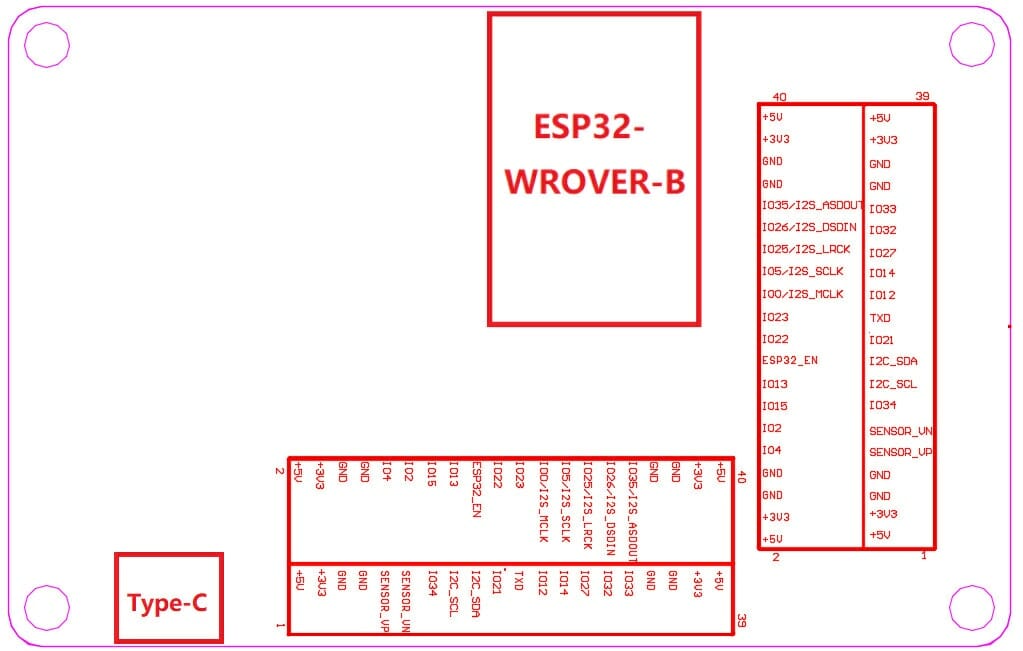 ESP32-
WROVER-B
40
39
+5V
+3V3
GND
GND
IO35/I2S_ASDOUT
IO26/I2S_DSDIN
IO25/I2S_LRCK
IO5/I2S_SCLK
IO0/I2S_MCLK
IO23
IO22
ESP32_EN
IO13
IO15
IO2
IO4
GND
GND
+3V3
+5V
+5V
+3V3
GND
GND
IO33
IO32
IO27
IO14
IO12
TXD
IO21
I2C_SDA
I2C_SCL
IO34
SENSOR_VN
SENSOR_VP
GND
GND
+3V3
+5V
2
1
2
+5V
+3V3
GND
GND
IO4
IO2
IO15
IO13
ESP32_EN
IO22
IO23
IO0/I2S_MCLK
IO5/I2S_SCLK
IO25/I2S_LRCK
IO26/I2S_DSDIN
IO35/I2S_ASDOUT
GND
GND
+3V3
+5V
40
1
+5V
+3V3
GND
GND
SENSOR_VP
SENSOR_VN
IO34
I2C_SCL
I2C_SDA
IO21
TXD
IO12
IO14
IO27
IO32
IO33
GND
GND
+3V3
+5V
39
Type-C